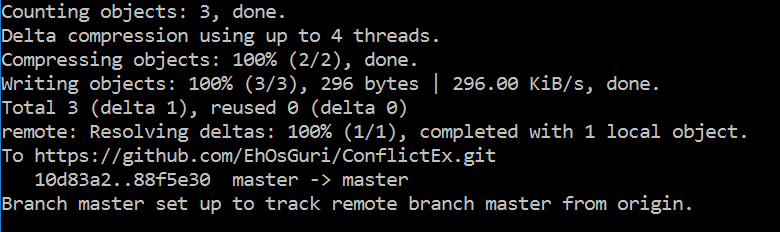 Counting objects: 3, done.
Delta compression using up to 4 threads.
Compressing objects: 100% (2/2), done.
Writing objects: 100% (3/3), 296 bytes | 296.00 KiB/s, done.
Total 3 (delta 1), reused 0 (delta 0)
remote: Resolving deltas: 100% (1/1), completed with 1 local object.
To https://github.com/EhOsGuri/ConflictEx.git
   10d83a2..88f5e30  master -> master
Branch master set up to track remote branch master from origin.